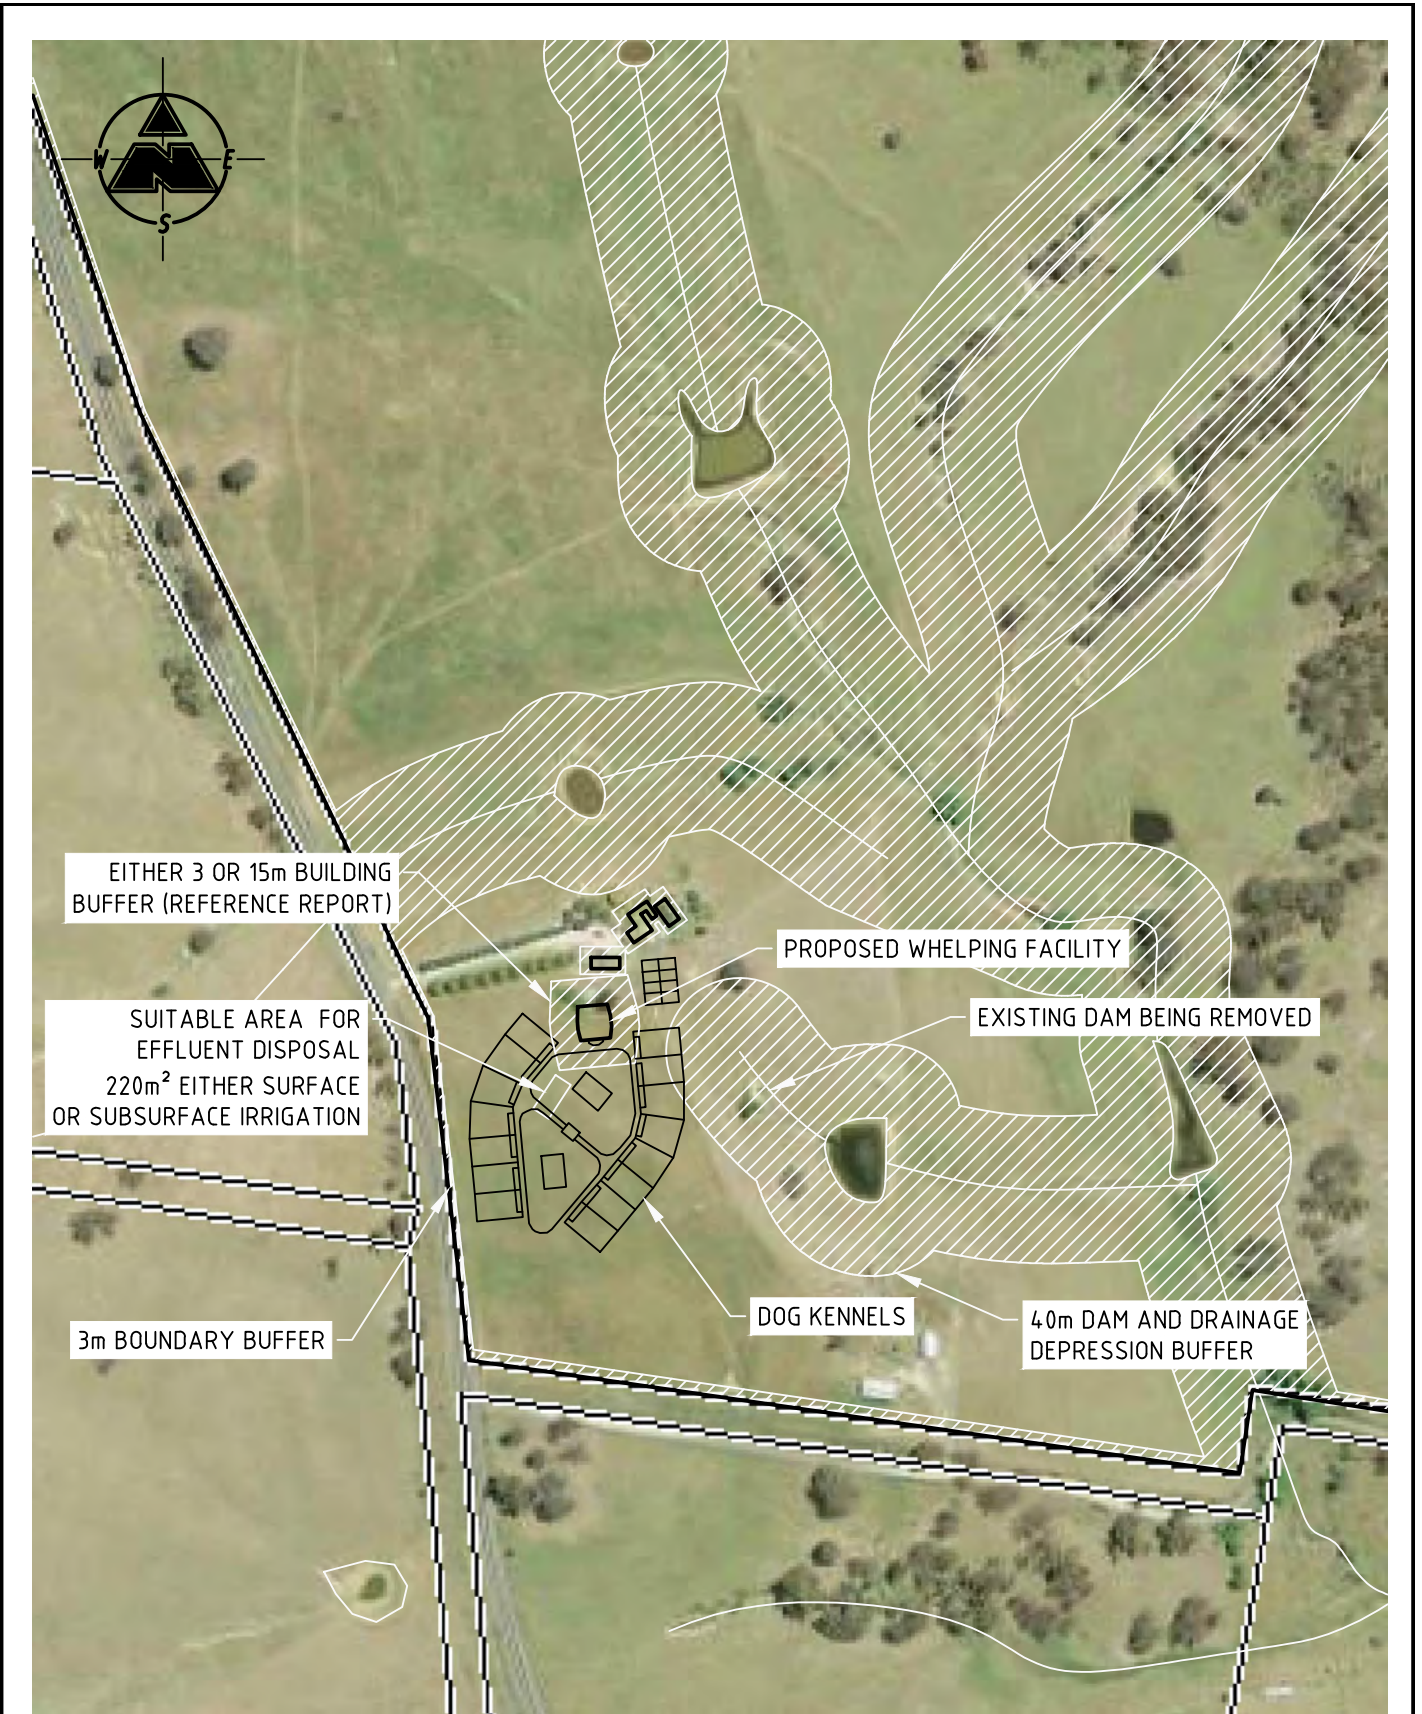 W
N
E
S
EITHER 3 OR 15m BUILDING
BUFFER (REFERENCE REPORT)
PROPOSED WHELPING FACILITY
SUITABLE AREA FOR
EFFLUENT DISPOSAL
220m² EITHER SURFACE
OR SUBSURFACE IRRIGATION
EXISTING DAM BEING REMOVED
DOG KENNELS
40m DAM AND DRAINAGE
DEPRESSION BUFFER
3m BOUNDARY BUFFER